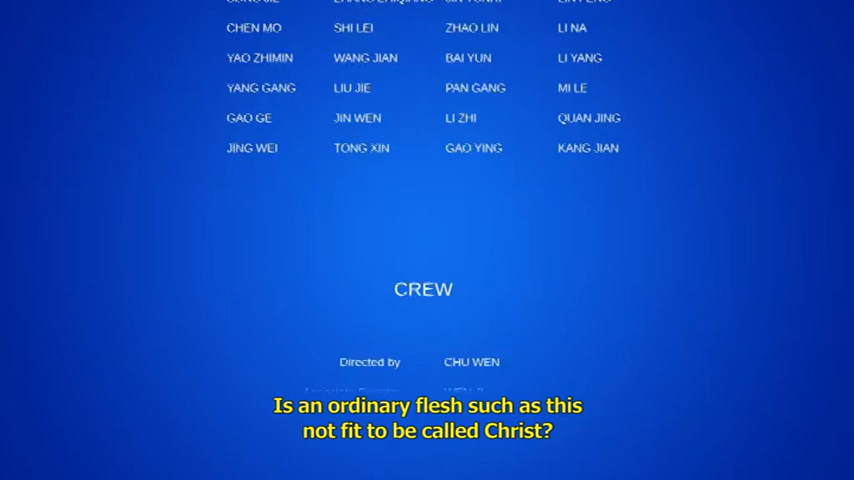 CHEN MO SHI LEI ZHAO LIN LI NA
YAO ZHIMIN WANG JIAN BAI YUN LI YANG
YANG GANG LIU JIE PAN GANG MI LE
GAO GE JIN WEN LI ZHI QUAN JING
JING WEI TONG XIN GAO YING KANG JIAN
CREW
Directed by CHU WEN
Is an ordinary flesh such as this
not fit to be called Christ?